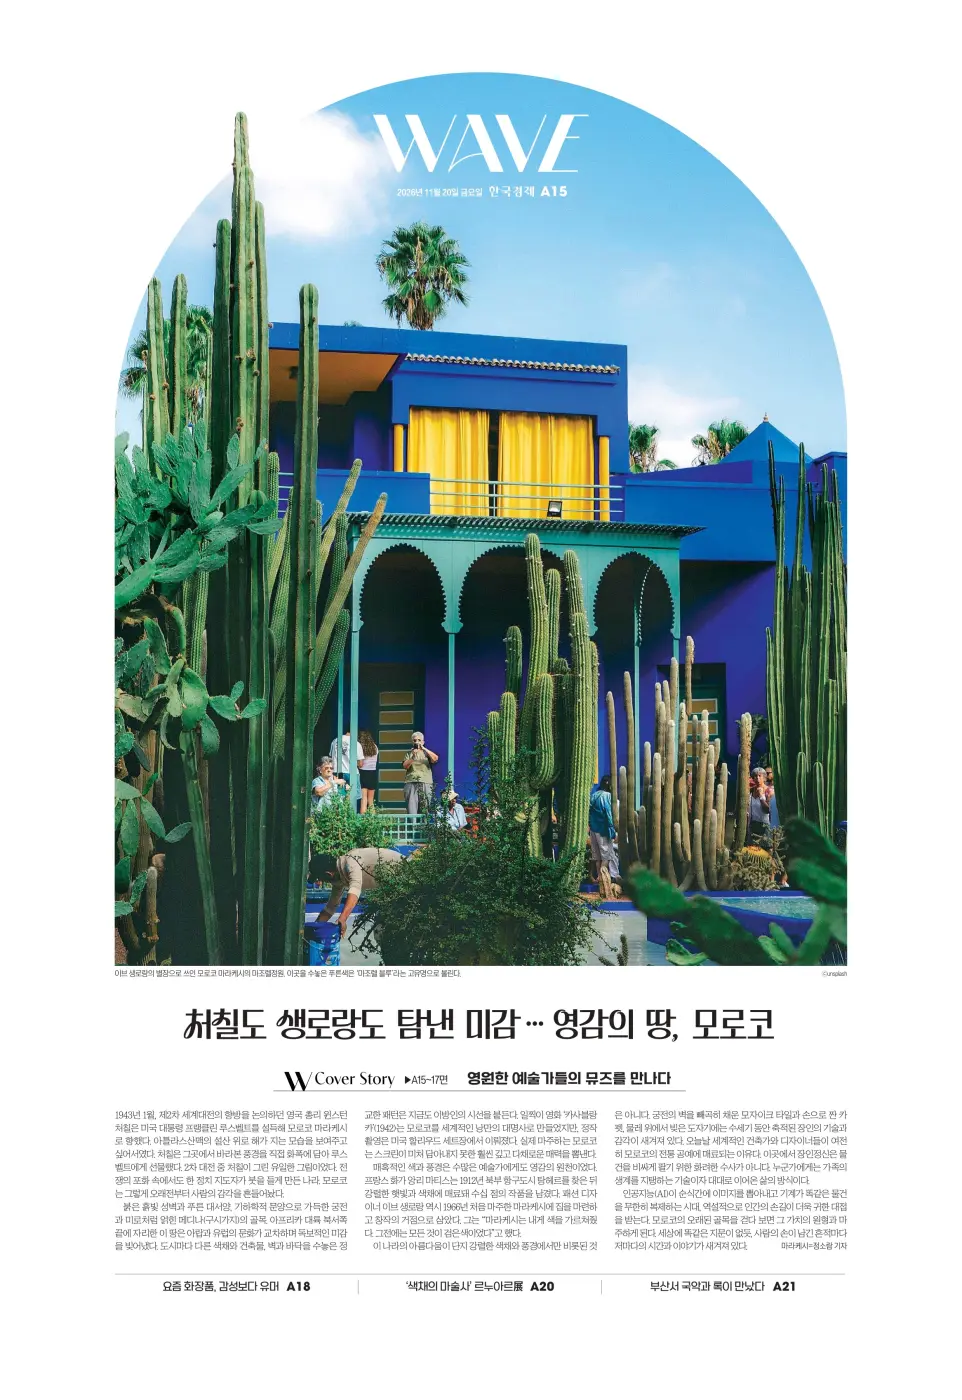 WAVE
2026년 11월 20일 금요일 한국경제 A15
이브 생로랑의 별장으로 쓰인 모로코 마라케시의 마조렐정원. 이곳을 수놓은 푸른색은 '마조렐 블루'라는 고유명으로 불린다.
ⓒunsplash
처칠도 생로랑도 탐낸 미감… 영감의 땅, 모로코
W Cover Story ▶A15~17면 영원한 예술가들의 뮤즈를 만나다
1943년 1월, 제2차 세계대전의 향방을 논의하던 영국 총리 윈스턴
처칠은 미국 대통령 프랭클린 루스벨트를 설득해 모로코 마라케시
로 향했다. 아틀라스산맥의 설산 위로 해가 지는 모습을 보여주고
싶어서였다. 처칠은 그곳에서 바라본 풍경을 직접 화폭에 담아 루스
벨트에게 선물했다. 2차 대전 중 처칠이 그린 유일한 그림이었다. 전
쟁의 포화 속에서도 한 정치 지도자가 붓을 들게 만든 나라. 모로코
는 그렇게 오래전부터 사람의 감각을 흔들어놨다.
붉은 흙빛 성벽과 푸른 대서양, 기하학적 문양으로 가득한 궁전
과 미로처럼 얽힌 메디나(구시가지)의 골목. 아프리카 대륙 북서쪽
끝에 자리한 이 땅은 아랍과 유럽의 문화가 교차하며 독보적인 미감
을 빚어냈다. 도시마다 다른 색채와 건축물, 벽과 바닥을 수놓은 정
교한 패턴은 지금도 이방인의 시선을 붙든다. 일찍이 영화 '카사블랑
카'(1942)는 모로코를 세계적인 낭만의 대명사로 만들었지만, 정작
촬영은 미국 할리우드 세트장에서 이뤄졌다. 실제 마주하는 모로코
는 스크린이 미처 담아내지 못한 훨씬 깊고 다채로운 매력을 뽐낸다.
매혹적인 색과 풍경은 수많은 예술가에게도 영감의 원천이었다.
프랑스 화가 앙리 마티스는 1912년 북부 항구도시 탕헤르를 찾은 뒤
강렬한 햇빛과 색채에 매료돼 수십 점의 작품을 남겼다. 패션 디자
이너 이브 생로랑 역시 1966년 처음 마주한 마라케시에 집을 마련하
고 창작의 거점으로 삼았다. 그는 "마라케시는 내게 색을 가르쳐줬
다. 그전에는 모든 것이 검은색이었다"고 했다.
이 나라의 아름다움이 단지 강렬한 색채와 풍경에서만 비롯된 것
은 아니다. 궁전의 벽을 빼곡히 채운 모자이크 타일과 손으로 짠 카
펫, 물레 위에서 빚은 도자기에는 수세기 동안 축적된 장인의 기술과
감각이 새겨져 있다. 오늘날 세계적인 건축가와 디자이너들이 여전
히 모로코의 전통 공예에 매료되는 이유다. 이곳에서 장인정신은 물
건을 비싸게 팔기 위한 화려한 수사가 아니다. 누군가에게는 가족의
생계를 지탱하는 기술이자 대대로 이어온 삶의 방식이다.
인공지능(AI)이 순식간에 이미지를 뽑아내고 기계가 똑같은 물건
을 무한히 복제하는 시대, 역설적으로 인간의 손길이 더욱 귀한 대접
을 받는다. 모로코의 오래된 골목을 걷다 보면 그 가치의 원형과 마
주하게 된다. 세상에 똑같은 지문이 없듯, 사람의 손이 남긴 흔적마다
저마다의 시간과 이야기가 새겨져 있다. 마라케시=정소람 기자
요즘 화장품, 감성보다 유머 A18
'색채의 마술사' 르누아르展 A20
부산서 국악과 록이 만났다 A21